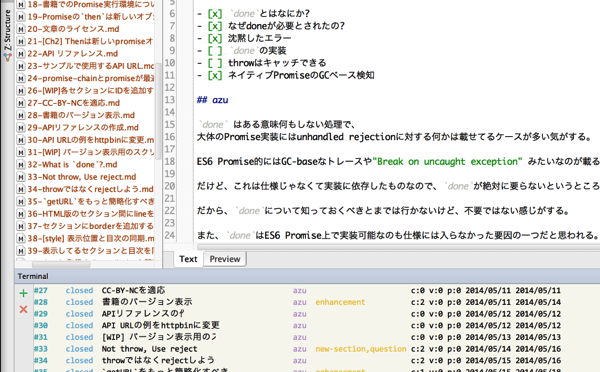 Z: Structure
18-書籍でのPromise実行環境につい
19-Promiseの`then`は新しいオブ
20-文章のライセンス.md
21-[Ch2] Thenは新しいpromiseオ
22-API リファレンス.md
23-サンプルで使用するAPI URL.md
24-promise-chainとpromiseが最適
26-[WIP]各セクションにIDを追加する
27-CC-BY-NCを適応.md
28-書籍のバージョン表示.md
29-APIリファレンスの作成.md
30-API URLの例をhttpbinに変更.md
31-[WIP] バージョン表示用のスクリ
32-What is `done`?.md
33-Not throw, Use reject.md
34-throwではなくrejectしよう.md
35-`getURL`をもっと簡略化すべき
36-HTML版のセクション間にlineを
37-セクションにborderを追加する
38-[style] 表示位置と目次の同期.md
39-表示してるセクションと目次を同
6 - [x] `done`とはなにか?
7 - [x] なぜdoneが必要とされたの?
8 - [x] 沈黙したエラー
9 - [ ] `done`の実装
10 - [ ] throwはキャッチできる
11 - [x] ネイティブPromiseのGCベース検知
12
13 ## azu
14
15 `done` はある意味何もしない処理で、
16 大体のPromise実装にはunhandled rejectionに対する何かは載せてるケースが多い気がする。
17
18 ES6 Promise的にはGC-baseなトレースや"Break on uncaught exception" みたいなのが載る
19
20 だけど、これは仕様じゃなくて実装に依存したものなので、`done`が絶対に要らないというところ
21
22 だから、`done`について知っておくべきとまでは行かないけど、不要ではない感じがする。
23
24 また、`done`はES6 Promise上で実装可能なのも仕様には入らなかった要因の一つだと思われる。
Text Preview
Terminal
#27 closed CC-BY-NCを適応 azu c:0 v:0 p:0 2014/05/11 2014/05/11
#28 closed 書籍のバージョン表示 azu enhancement c:2 v:0 p:0 2014/05/11 2014/05/14
#29 closed APIリファレンスの azu c:0 v:0 p:0 2014/05/12 2014/05/12
#30 closed API URLの例をhttpbinに変更 azu c:0 v:0 p:0 2014/05/12 2014/05/12
#31 closed [WIP] バージョン表示用の azu c:0 v:0 p:0 2014/05/12 2014/05/13
#33 closed Not throw, Use reject azu new-section,question c:2 v:0 p:0 2014/05/14 2014/05/16
#34 closed throwではなくrejectしよう azu c:0 v:0 p:0 2014/05/15 2014/05/16
closed `getURL`をもっと簡略化すべき azu enhancement